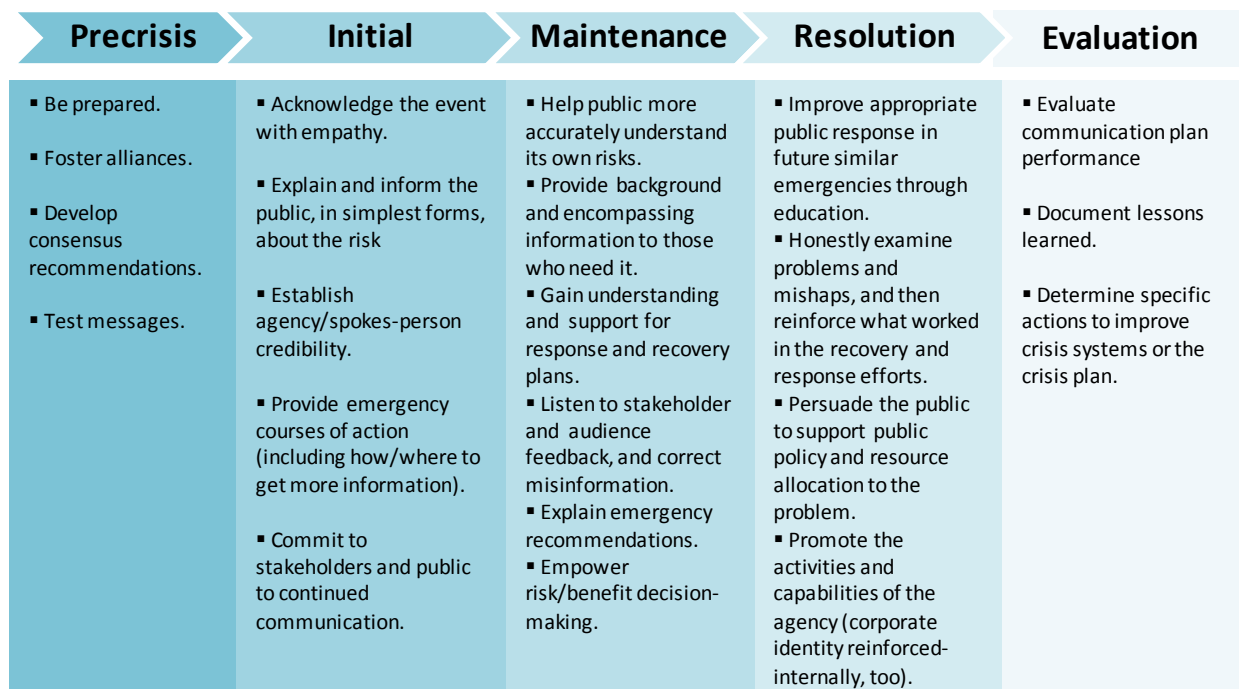 Precrisis
Initial
Maintenance
Resolution
Evaluation
▪ Be prepared.
▪ Foster alliances.
▪ Develop
consensus
recommendations.
▪ Test messages.
▪ Acknowledge the event
with empathy.
▪ Explain and inform the
public, in simplest forms,
about the risk
▪ Establish
agency/spokes-person
credibility.
▪ Provide emergency
courses of action
(including how/where to
get more information).
▪ Commit to
stakeholders and public
to continued
communication.
▪ Help public more
accurately understand
its own risks.
▪ Provide background
and encompassing
information to those
who need it.
▪ Gain understanding
and support for
response and recovery
plans.
▪ Listen to stakeholder
and audience
feedback, and correct
misinformation.
▪ Explain emergency
recommendations.
▪ Empower
risk/benefit decision-
making.
▪ Improve appropriate
public response in
future similar
emergencies through
education.
▪ Honestly examine
problems and
mishaps, and then
reinforce what worked
in the recovery and
response efforts.
▪ Persuade the public
to support public
policy and resource
allocation to the
problem.
▪ Promote the
activities and
capabilities of the
agency (corporate
identity reinforced-
internally, too).
▪ Evaluate
communication plan
performance
▪ Document lessons
learned.
▪ Determine specific
actions to improve
crisis systems or the
crisis plan.